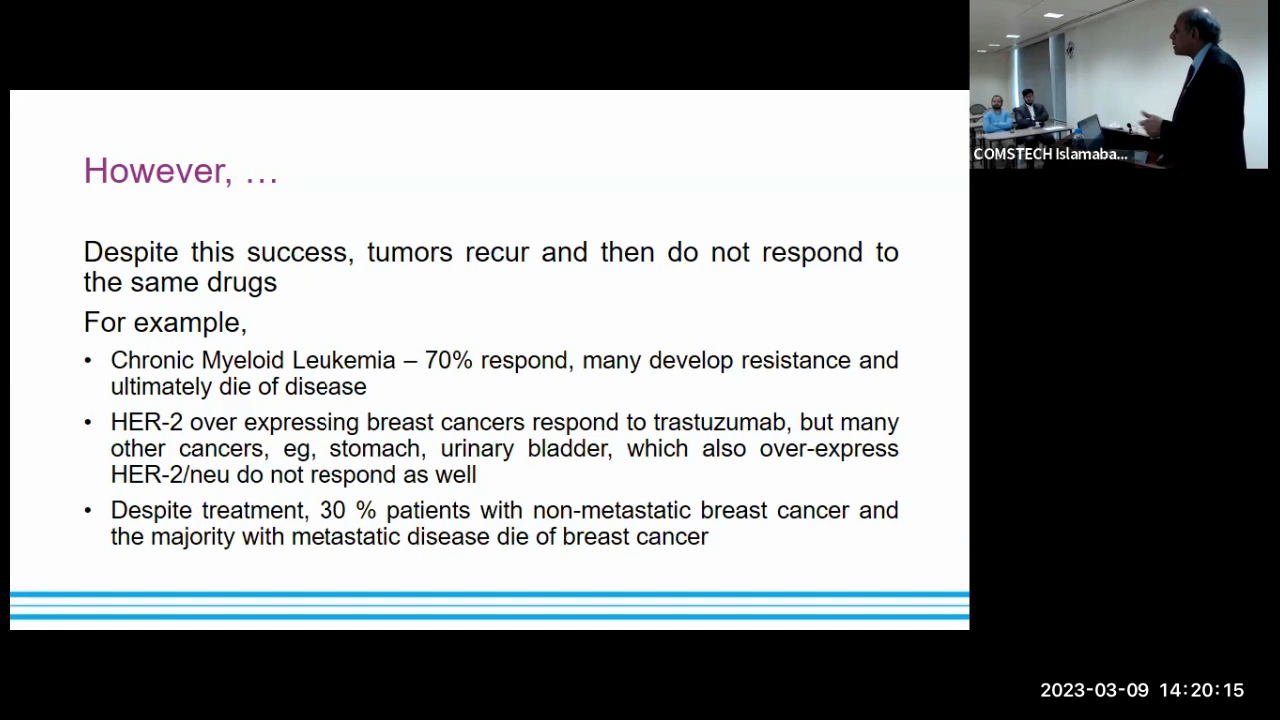 However, …
Despite this success, tumors recur and then do not respond to
the same drugs
For example,
• Chronic Myeloid Leukemia – 70% respond, many develop resistance and
ultimately die of disease
• HER-2 over expressing breast cancers respond to trastuzumab, but many
other cancers, eg, stomach, urinary bladder, which also over-express
HER-2/neu do not respond as well
• Despite treatment, 30 % patients with non-metastatic breast cancer and
the majority with metastatic disease die of breast cancer
COMSTECH Islamaba...
2023-03-09 14:20:15